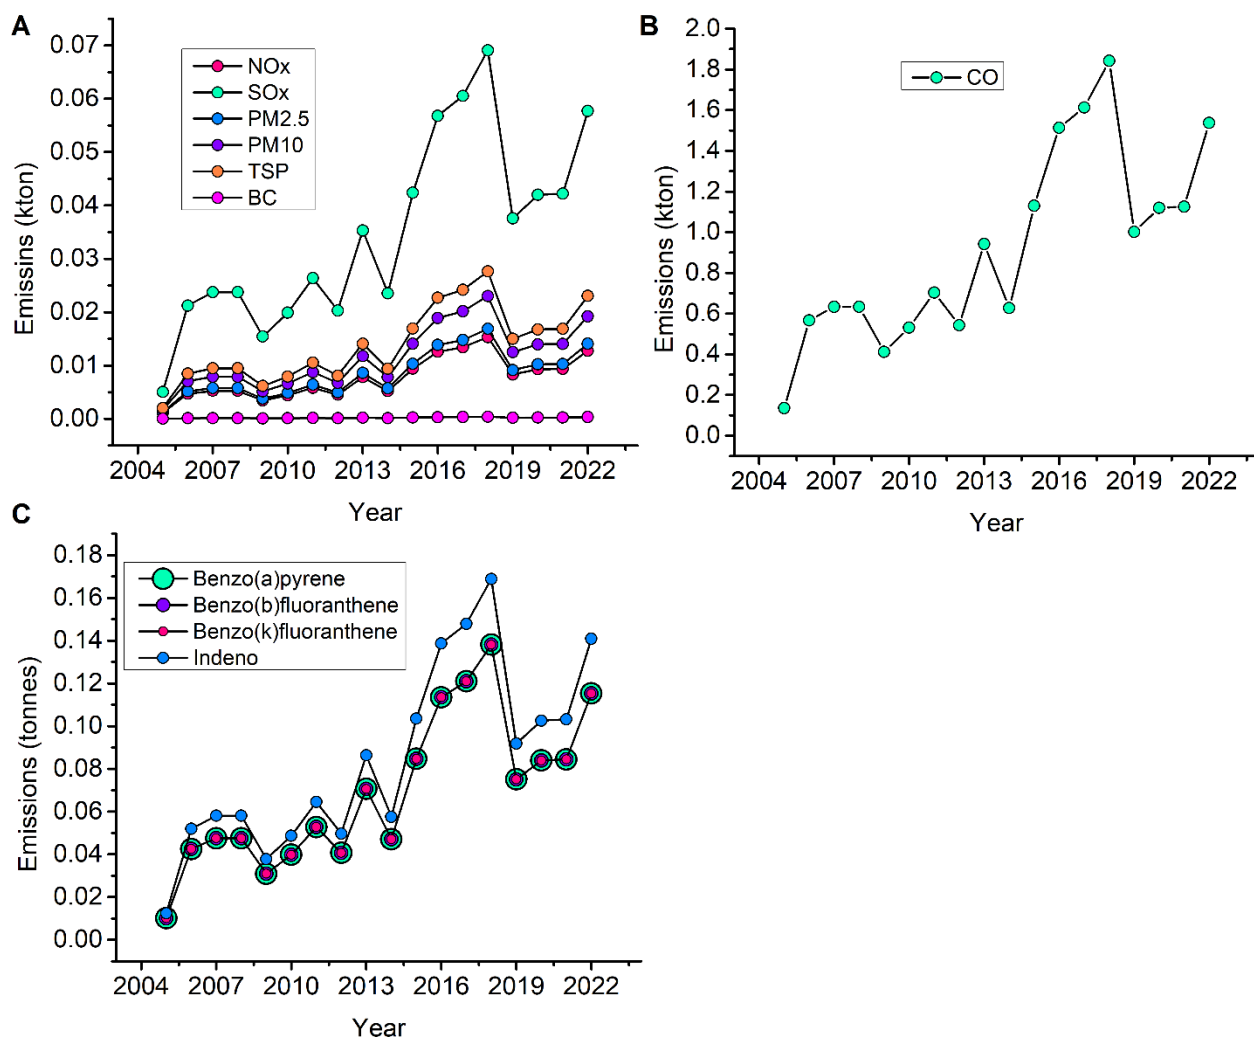 A
Emissins (kton)
0.07
0.06
0.05
0.04
0.03
0.02
0.01
0.00
NOx
SOx
PM2.5
PM10
TSP
BC
2004 2007 2010 2013 2016 2019 2022
Year
B
Emissions (kton)
2.0
1.8
1.6
1.4
1.2
1.0
0.8
0.6
0.4
0.2
0.0
CO
2004 2007 2010 2013 2016 2019 2022
Year
C
Emissions (tonnes)
0.18
0.16
0.14
0.12
0.10
0.08
0.06
0.04
0.02
0.00
Benzo(a)pyrene
Benzo(b)fluoranthene
Benzo(k)fluoranthene
Indeno
2004 2007 2010 2013 2016 2019 2022
Year